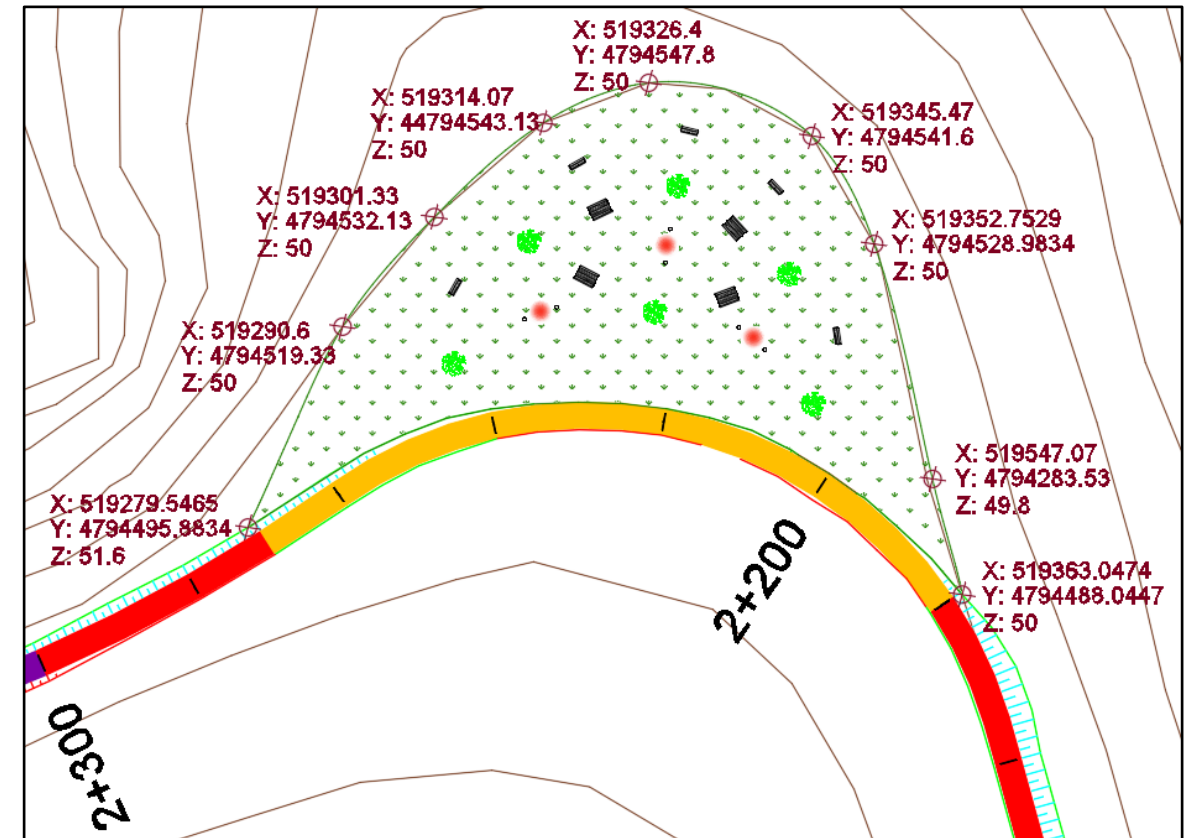 X: 519326.4
Y: 4794547.8
Z: 50
X: 519314.07
Y: 44794543.13
Z: 50
X: 519345.47
Y: 4794541.6
Z: 50
X: 519301.33
Y: 4794532.13
Z: 50
X: 519352.7529
Y: 4794528.9834
Z: 50
X: 519290.6
Y: 4794519.33
Z: 50
X: 519547.07
Y: 4794283.53
Z: 49.8
X: 519279.5465
Y: 4794495.8834
Z: 51.6
X: 519363.0474
Y: 4794488.0447
Z: 50
2+200
2+300